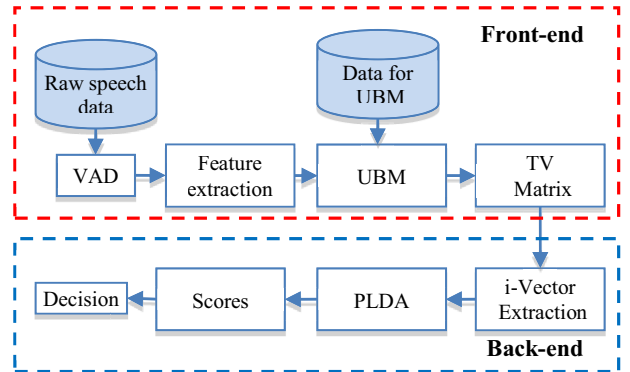 Front-end
Raw speech
data
Data for
UBM
VAD
Feature
extraction
UBM
TV
Matrix
Decision
Scores
PLDA
i-Vector
Extraction
Back-end